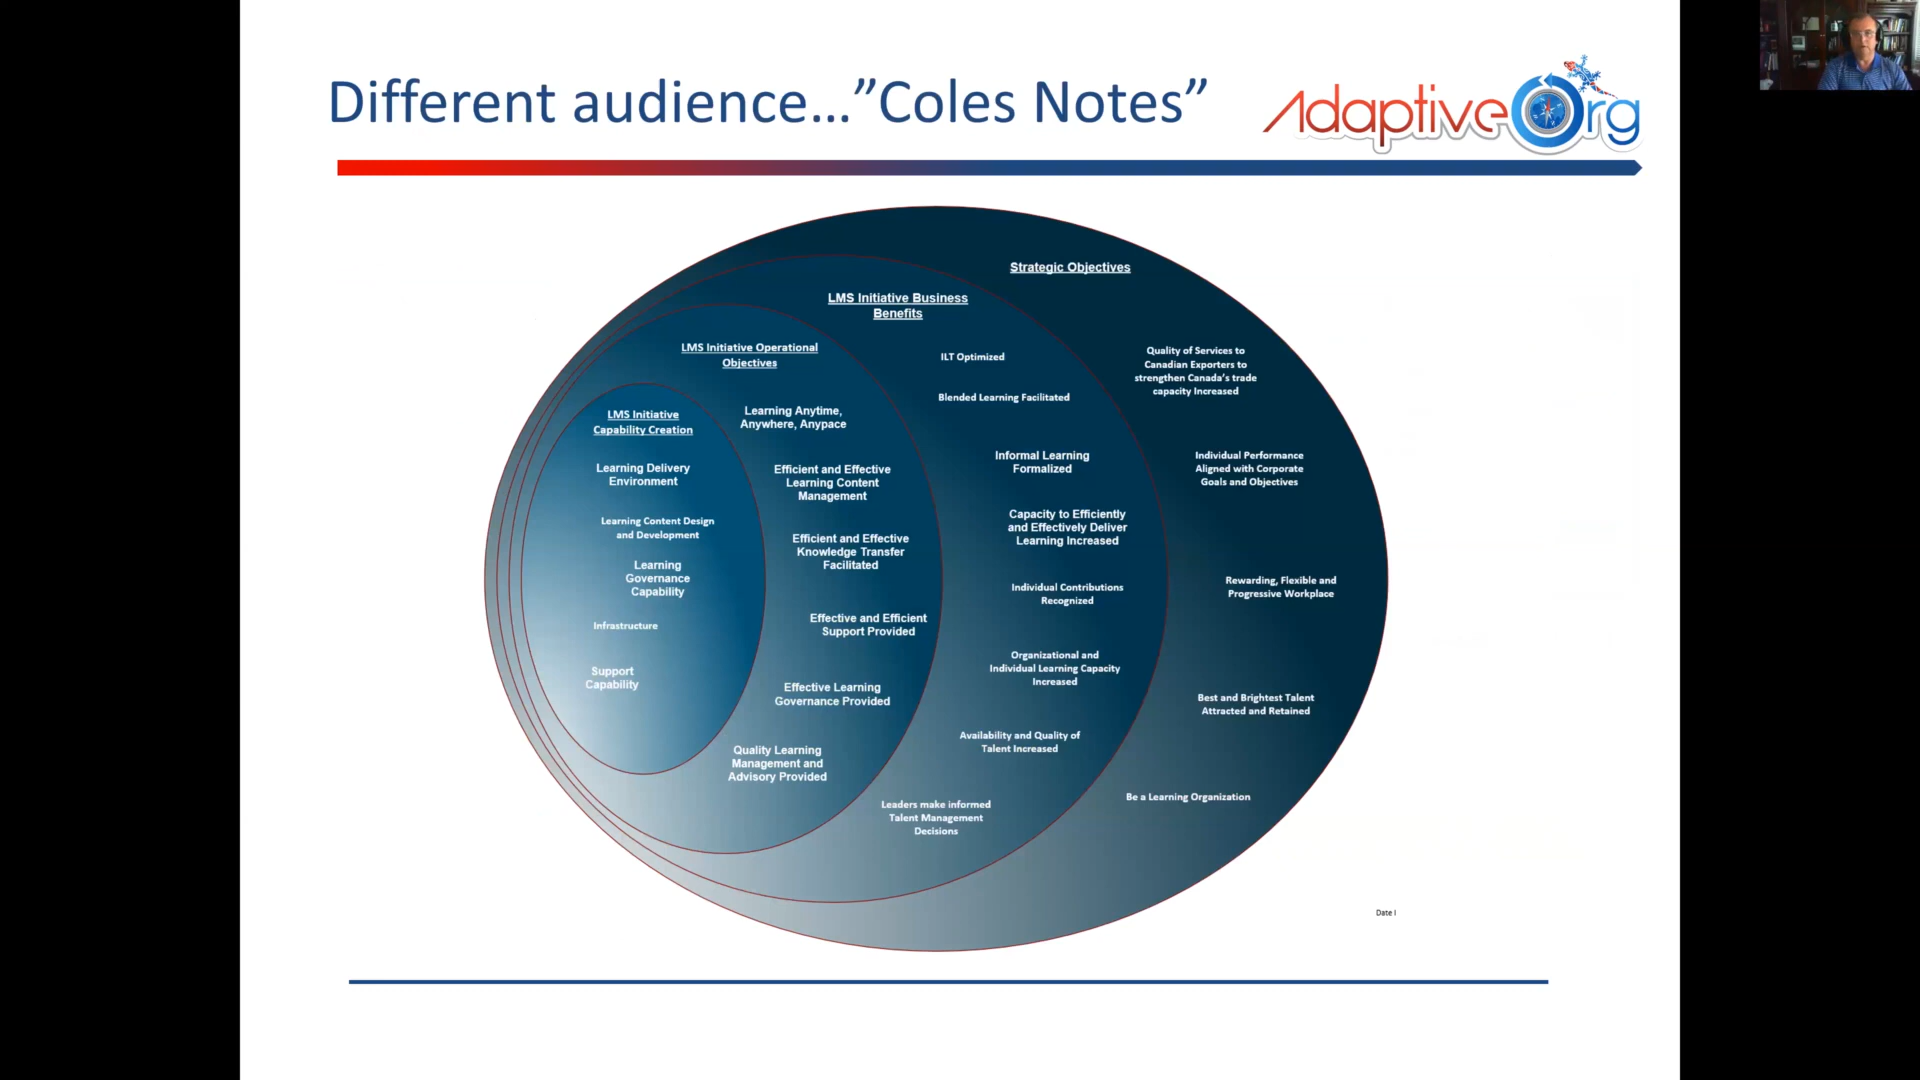 Different audience…”Coles Notes”
AdaptiveOrg
Strategic Objectives
LMS Initiative Business
Benefits
LMS Initiative Operational
Objectives
LMS Initiative
Capability Creation
Learning Delivery
Environment
Learning Content Design
and Development
Learning
Governance
Capability
Infrastructure
Support
Capability
Learning Anytime,
Anywhere, Anypace
Efficient and Effective
Learning Content
Management
Efficient and Effective
Knowledge Transfer
Facilitated
Effective and Efficient
Support Provided
Effective Learning
Governance Provided
Quality Learning
Management and
Advisory Provided
ILT Optimized
Blended Learning Facilitated
Informal Learning
Formalized
Capacity to Efficiently
and Effectively Deliver
Learning Increased
Individual Contributions
Recognized
Organizational and
Individual Learning Capacity
Increased
Availability and Quality of
Talent Increased
Leaders make informed
Talent Management
Decisions
Quality of Services to
Canadian Exporters to
strengthen Canada's trade
capacity Increased
Individual Performance
Aligned with Corporate
Goals and Objectives
Rewarding, Flexible and
Progressive Workplace
Best and Brightest Talent
Attracted and Retained
Be a Learning Organization
Date I